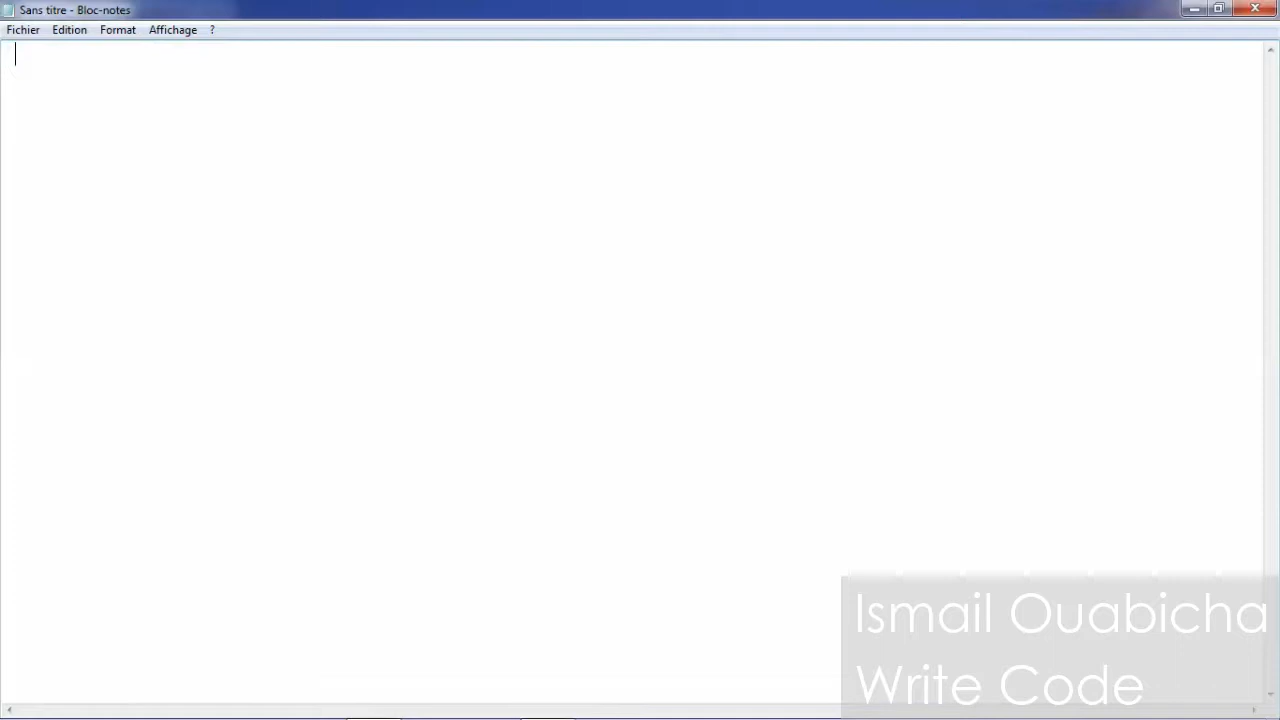 Sans titre - Bloc-notes
Fichier Edition Format Affichage ?
Ismail Ouabicha
Write Code